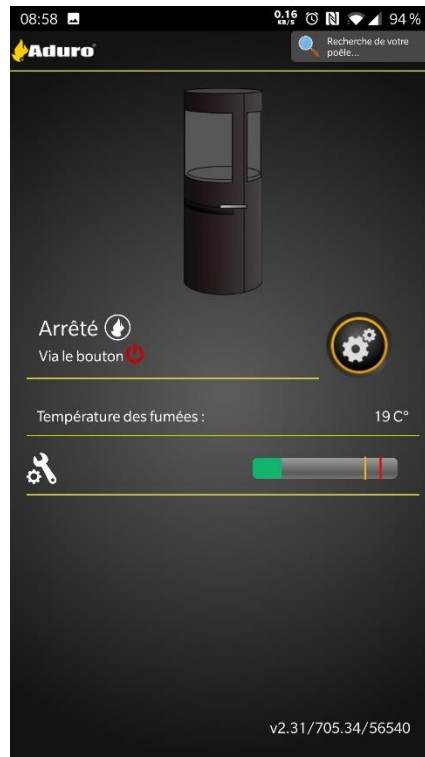 08:58
0.16
KB/S
94 %
Aduro
Recherche de votre
poêle...
Arrêté
Via le bouton
Température des fumées :
19 C°
v2.31/705.34/56540